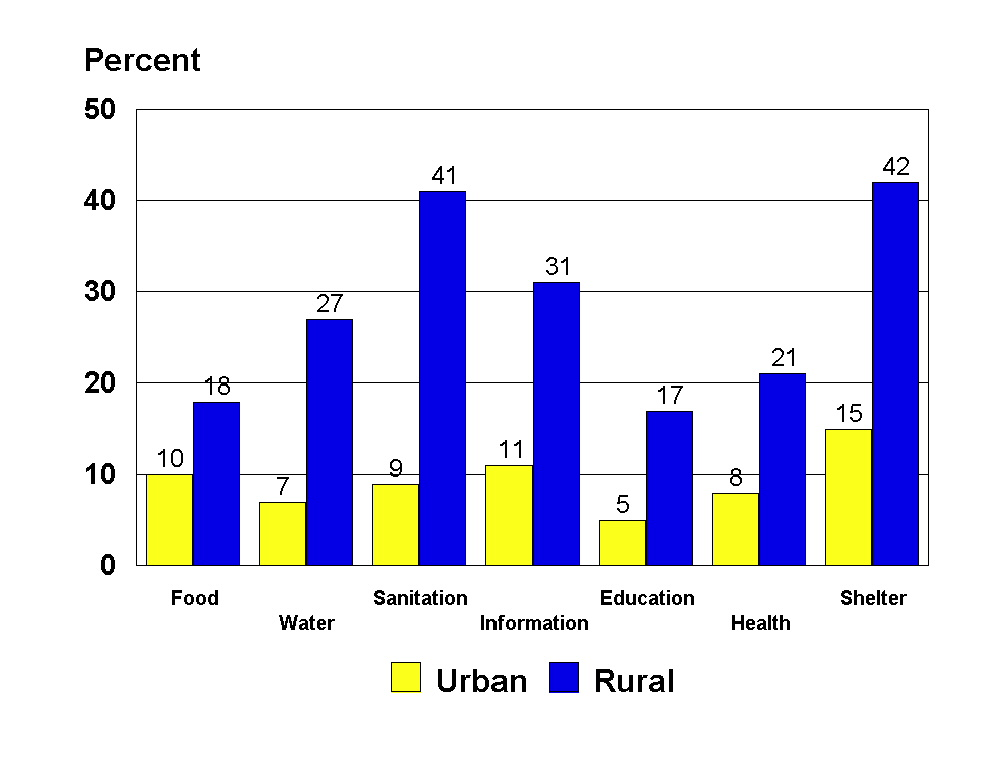 Percent
50
40
30
20
10
0
10
18
7
27
9
41
11
31
5
17
8
21
15
42
Food
Water
Sanitation
Information
Education
Health
Shelter
Urban Rural